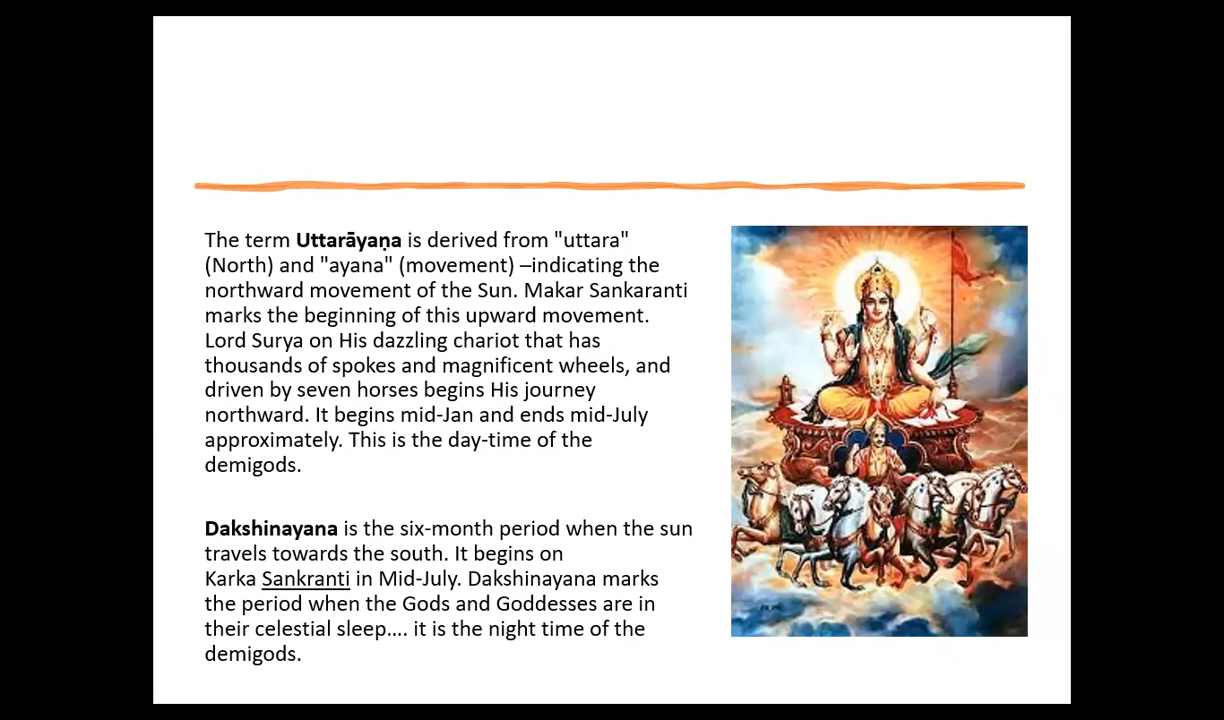 The term Uttarāyaṇa is derived from "uttara"
(North) and "ayana" (movement) –indicating the
northward movement of the Sun. Makar Sankaranti
marks the beginning of this upward movement.
Lord Surya on His dazzling chariot that has
thousands of spokes and magnificent wheels, and
driven by seven horses begins His journey
northward. It begins mid-Jan and ends mid-July
approximately. This is the day-time of the
demigods.
Dakshinayana is the six-month period when the sun
travels towards the south. It begins on
Karka Sankranti in Mid-July. Dakshinayana marks
the period when the Gods and Goddesses are in
their celestial sleep.... it is the night time of the
demigods.